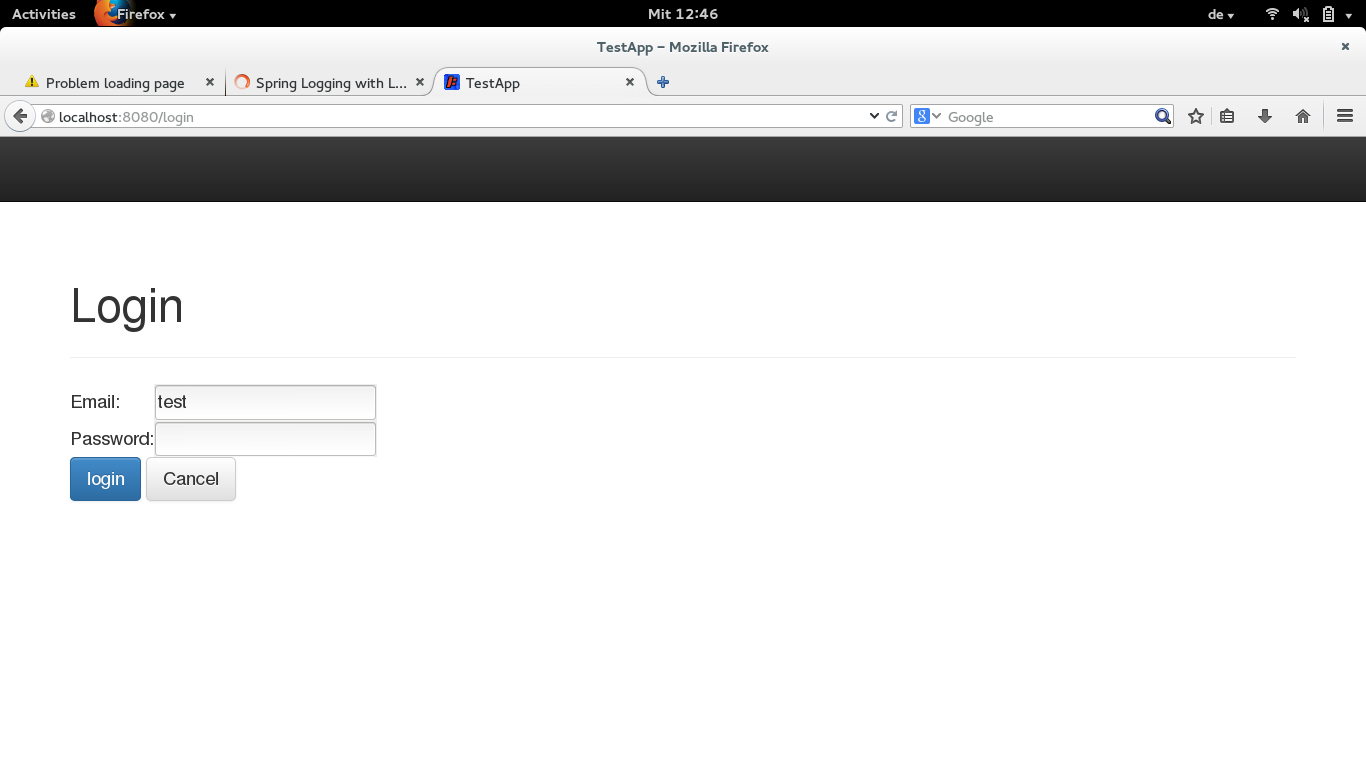 Activities Firefox Mit 12:46 de
TestApp – Mozilla Firefox
Problem loading page Spring Logging with L... TestApp
localhost:8080/login Google
Login
Email: test
Password:
login Cancel